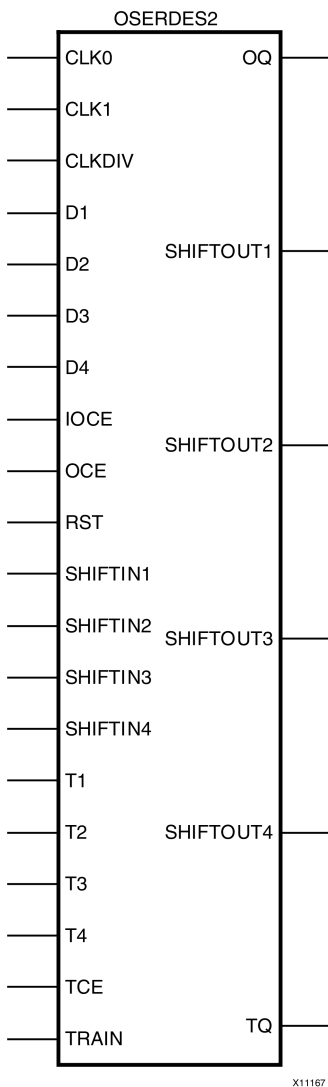 OSERDES2
CLK0
OQ
CLK1
CLKDIV
D1
SHIFTOUT1
D2
D3
D4
IOCE
SHIFTOUT2
OCE
RST
SHIFTIN1
SHIFTIN2
SHIFTOUT3
SHIFTIN3
SHIFTIN4
T1
T2
SHIFTOUT4
T3
T4
TCE
TQ
TRAIN
X11167